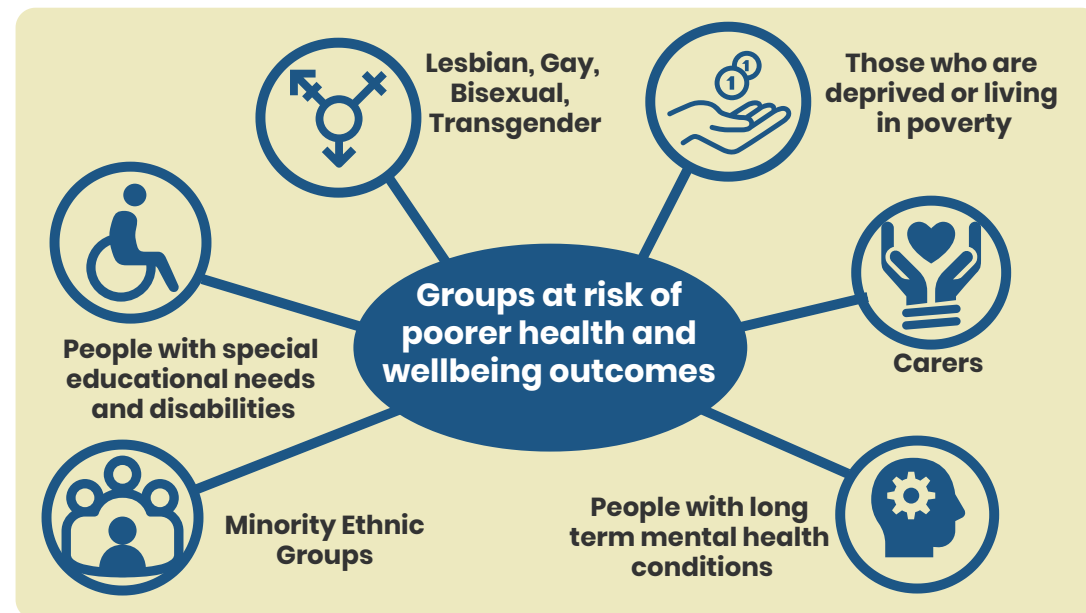 Lesbian, Gay,
Bisexual,
Transgender
Those who are
deprived or living
in poverty
1
1
Groups at risk of
poorer health and
wellbeing outcomes
People with special
educational needs
and disabilities
Carers
Minority Ethnic
Groups
People with long
term mental health
conditions